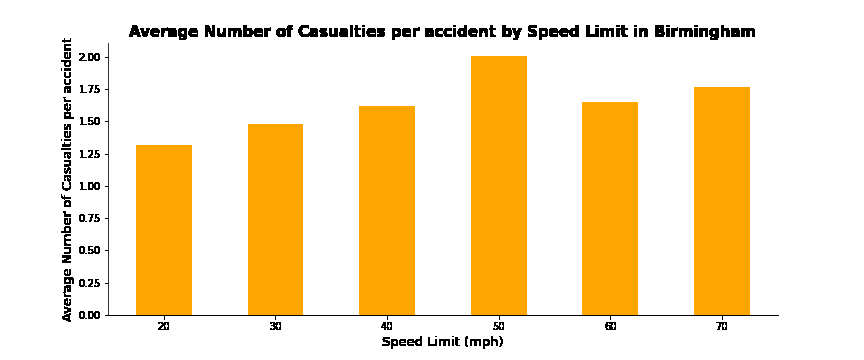 Average Number of Casualties per accident by Speed Limit in Birmingham
Average Number of Casualties per accident
2.00
1.75
1.50
1.25
1.00
0.75
0.50
0.25
0.00
20 30 40 50 60 70
Speed Limit (mph)